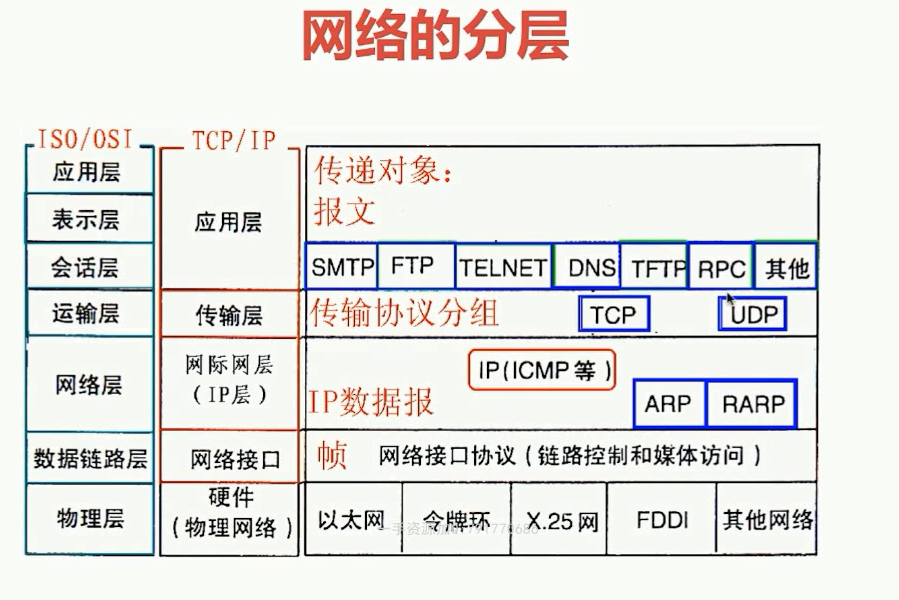 网络的分层
ISO/OSI TCP/IP
应用层
表示层
会话层
运输层
网络层
数据链路层
物理层
应用层
传输层
网际网层
(IP层)
网络接口
硬件
(物理网络)
传递对象:
报文
SMTP FTP TELNET DNS TFTP RPC 其他
传输协议分组 TCP UDP
IP(ICMP等)
IP数据报
ARP RARP
帧 网络接口协议(链路控制和媒体访问)
以太网 令牌环 X.25网 FDDI 其他网络